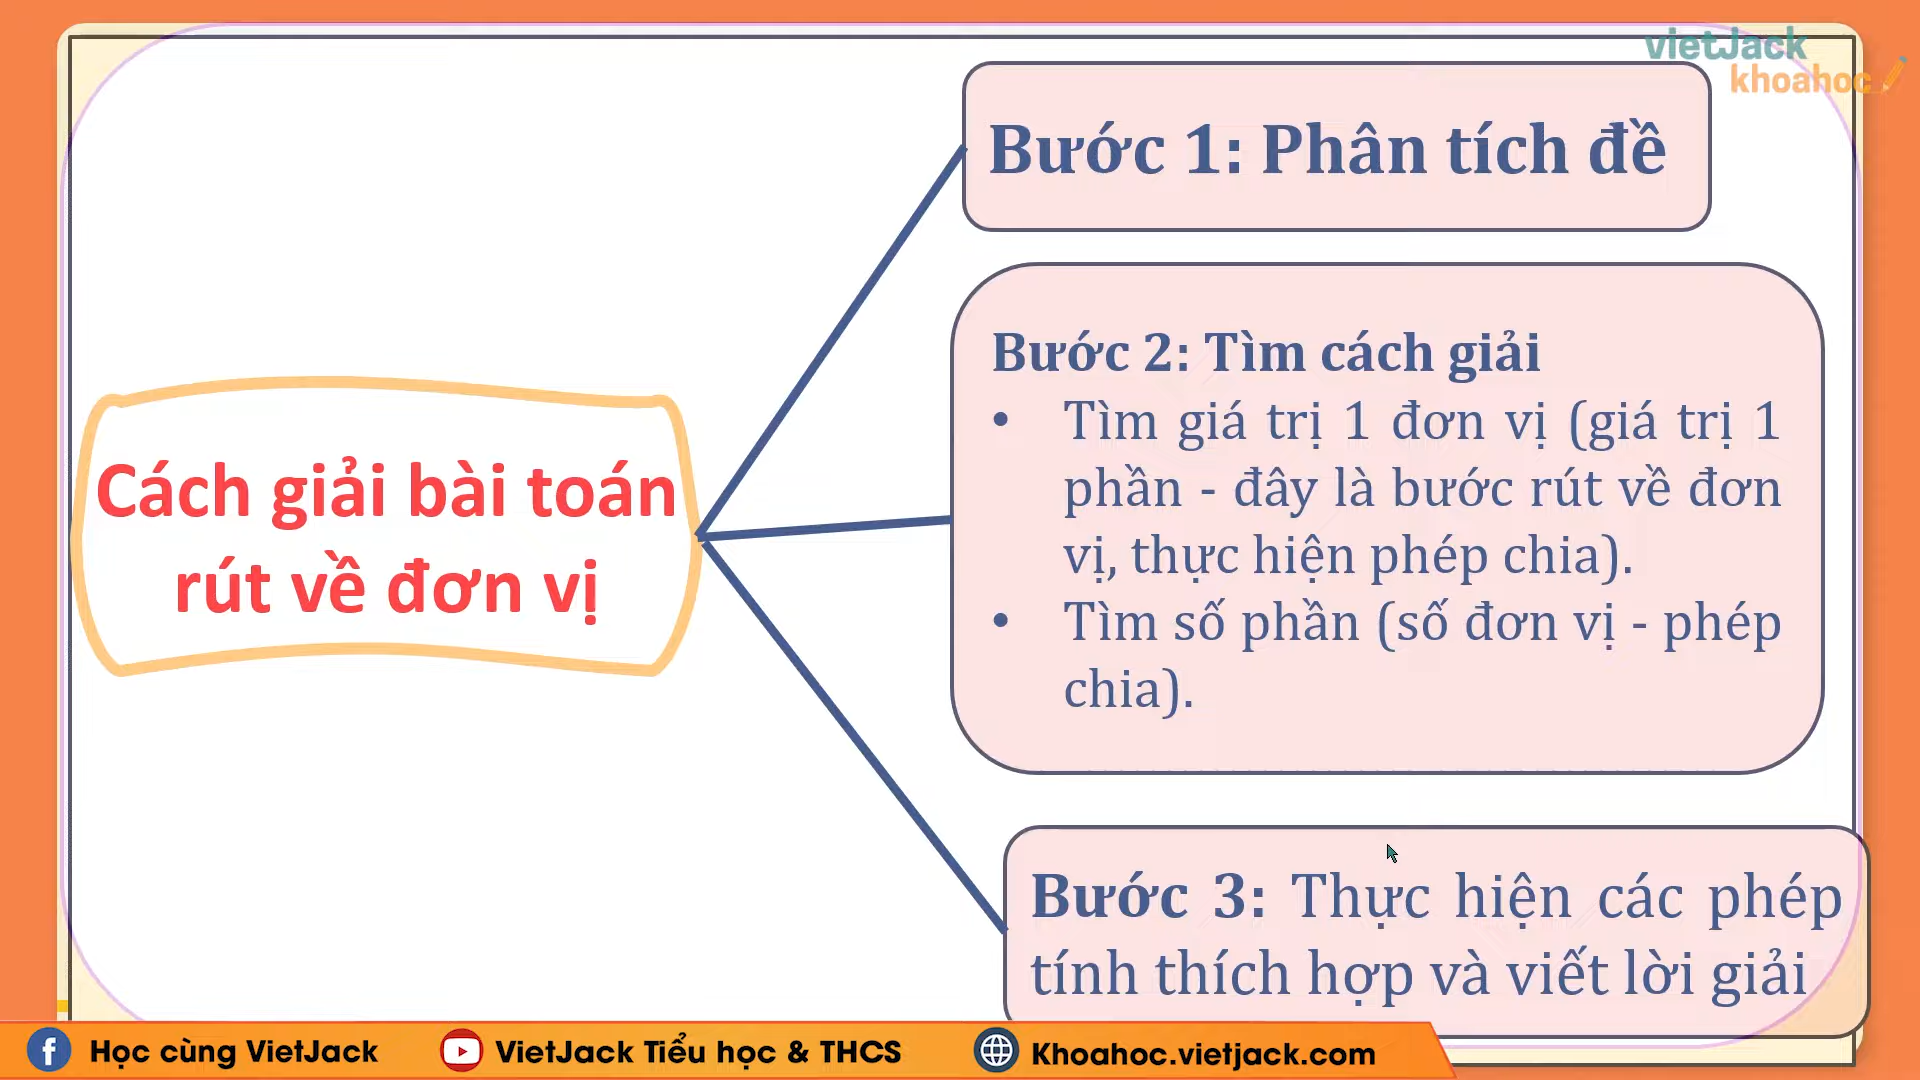 vietJack
khoahoc
Bước 1: Phân tích đề
Bước 2: Tìm cách giải
• Tìm giá trị 1 đơn vị (giá trị 1
phần - đây là bước rút về đơn
vị, thực hiện phép chia).
• Tìm số phần (số đơn vị - phép
chia).
Cách giải bài toán
rút về đơn vị
Bước 3: Thực hiện các phép
tính thích hợp và viết lời giải
Học cùng VietJack
VietJack Tiểu học & THCS
Khoahoc.vietjack.com